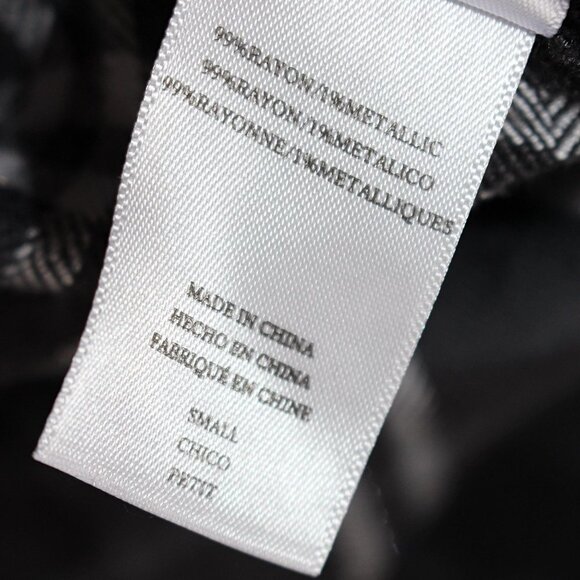 99%RAYON/1%METALLIC
99%RAYON/1%METALICO
99%RAYONNE/1%METALLIQUES
MADE IN CHINA
HECHO EN CHINA
FABRIQUÉ EN CHINE
SMALL
CHICO
PETIT